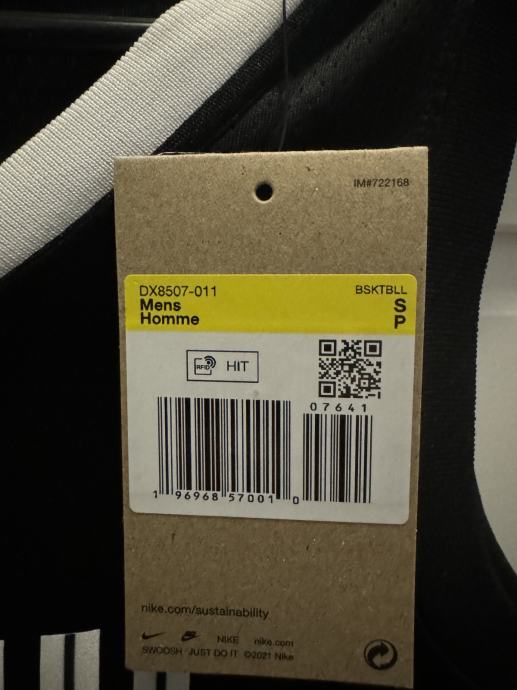 IM#722168
DX8507-011 BSKTBLL
Mens S
Homme P
RFID HIT
07641
1 96968 57001 0
nike.com/sustainability
NIKE nike.com
SWOOSH JUST DO IT ©2021 Nike